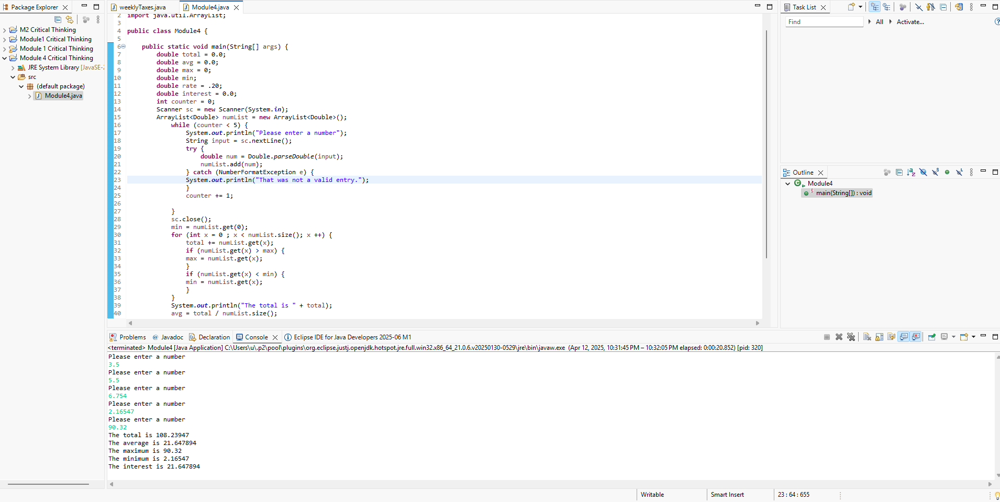 Package Explorer
M2 Critical Thinking
Module1 Critical Thinking
Module 1 Critical Thinking
Module 4 Critical Thinking
JRE System Library [JavaSE-2
src
(default package)
Module4.java
weeklyTaxes.java
Module4.java
2 import java.util.ArrayList;
3
4 public class Module4 {
5
6 public static void main(String[] args) {
7 double total = 0.0;
8 double avg = 0.0;
9 double max = 0;
10 double min;
11 double rate = .20;
12 double interest = 0.0;
13 int counter = 0;
14 Scanner sc = new Scanner(System.in);
15 ArrayList<Double> numList = new ArrayList<Double>();
16 while (counter < 5) {
17 System.out.println("Please enter a number");
18 String input = sc.nextLine();
19 try {
20 double num = Double.parseDouble(input);
21 numList.add(num);
22 } catch (NumberFormatException e) {
23 System.out.println("That was not a valid entry.");
24 }
25 counter += 1;
26
27 }
28 sc.close();
29 min = numList.get(0);
30 for (int x = 0 ; x < numList.size(); x ++) {
31 total += numList.get(x);
32 if (numList.get(x) > max) {
33 max = numList.get(x);
34 }
35 if (numList.get(x) < min) {
36 min = numList.get(x);
37 }
38 }
39 System.out.println("The total is " + total);
40 avg = total / numList.size();
Task List
Find
All
Activate...
Outline
Module4
main(String[]) : void
Problems
@ Javadoc
Declaration
Console
Eclipse IDE for Java Developers 2025-06 M1
<terminated> Module4 [Java Application] C:\Users\u\.p2\pool\plugins\org.eclipse.justj.openjdk.hotspot.jre.full.win32.x86_64_21.0.6.v20250130-0529\jre\bin\javaw.exe (Apr 12, 2025, 10:31:45 PM – 10:32:05 PM elapsed: 0:00:20.852) [pid: 320]
Please enter a number
3.5
Please enter a number
5.5
Please enter a number
6.754
Please enter a number
2.16547
Please enter a number
90.32
The total is 108.23947
The average is 21.647894
The maximum is 90.32
The minimum is 2.16547
The interest is 21.647894
Writable
Smart Insert
23 : 64 : 655